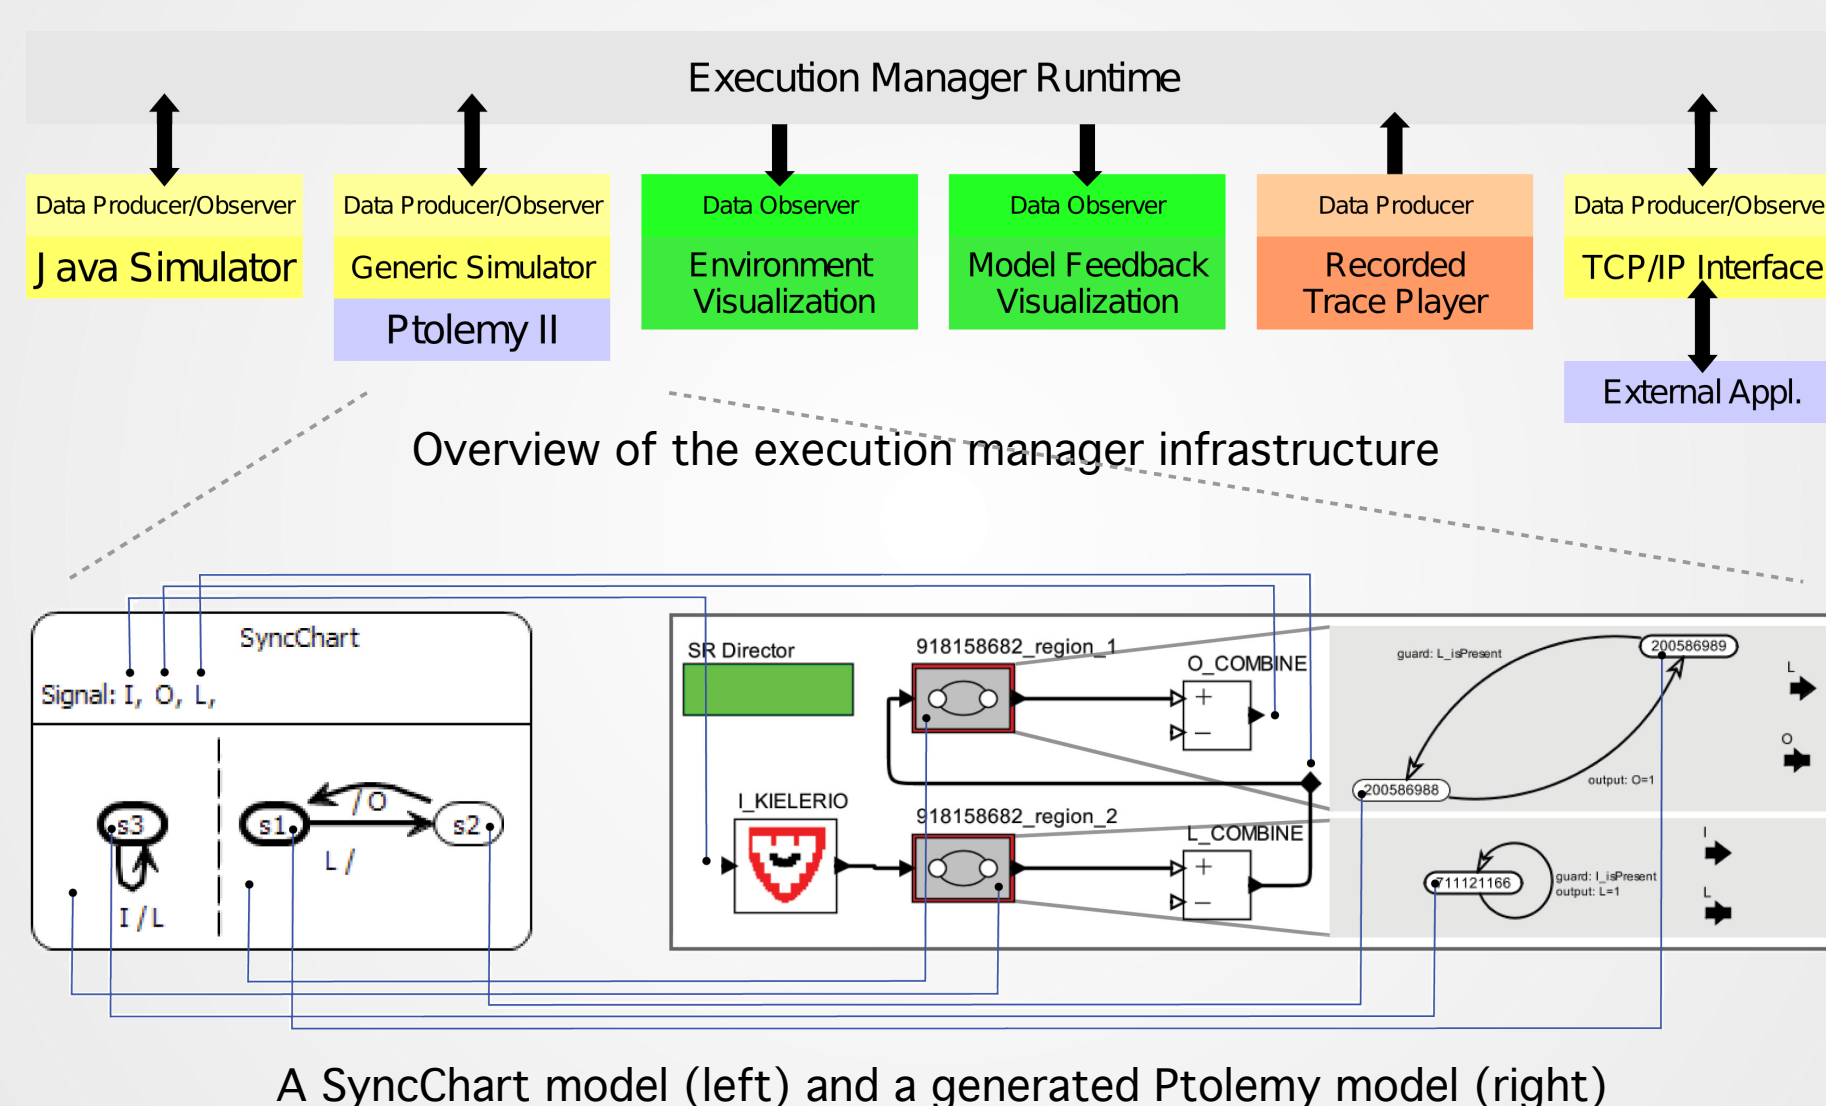 Execution Manager Runtime
Data Producer/Observer
Java Simulator
Data Producer/Observer
Generic Simulator
Ptolemy II
Data Observer
Environment
Visualization
Data Observer
Model Feedback
Visualization
Data Producer
Recorded
Trace Player
Data Producer/Observe
TCP/IP Interface
External Appl.
Overview of the execution manager infrastructure
SyncChart
Signal: I, O, L,
s3
I / L
s1
/ O
s2
L /
SR Director
918158682_region_1
O_COMBINE
+
−
I_KIELERIO
918158682_region_2
L_COMBINE
+
−
guard: L_isPresent
200586989
200586988
output: O=1
L
O
711121166
guard: I_isPresent
output: L=1
I
L
A SyncChart model (left) and a generated Ptolemy model (right)